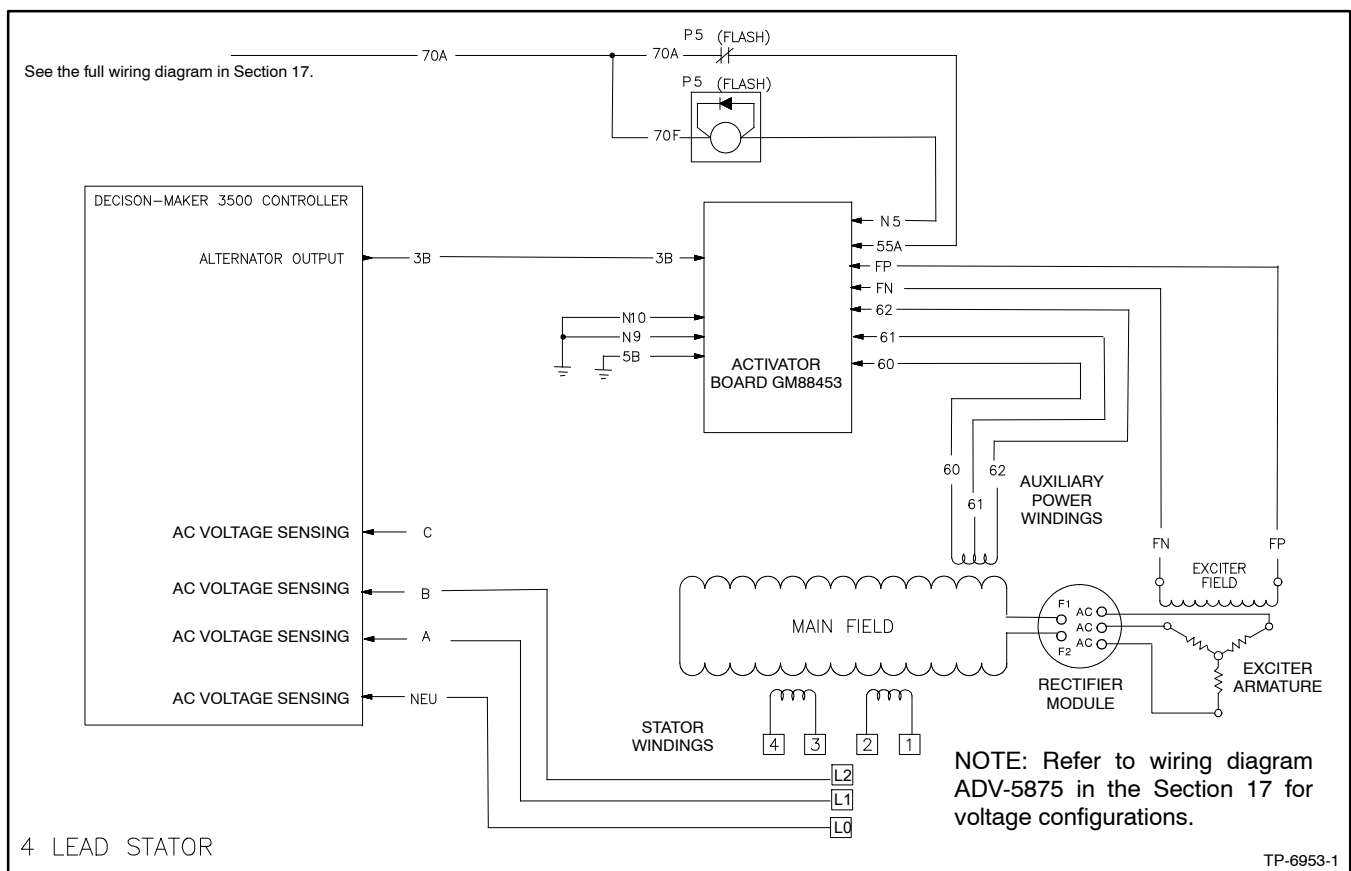 P5 (FLASH)
70A
70A
See the full wiring diagram in Section 17.
P5 (FLASH)
70F
DECISON-MAKER 3500 CONTROLLER
ALTERNATOR OUTPUT
3B
3B
N10
N9
5B
ACTIVATOR
BOARD GM88453
N5
55A
FP
FN
62
61
60
60
61
62
AUXILIARY
POWER
WINDINGS
FN
FP
EXCITER
FIELD
AC VOLTAGE SENSING
C
AC VOLTAGE SENSING
B
AC VOLTAGE SENSING
A
AC VOLTAGE SENSING
NEU
MAIN FIELD
F1
AC
AC
F2
AC
RECTIFIER
MODULE
EXCITER
ARMATURE
STATOR
WINDINGS
4
3
2
1
L2
L1
L0
NOTE: Refer to wiring diagram
ADV-5875 in the Section 17 for
voltage configurations.
4 LEAD STATOR
TP-6953-1